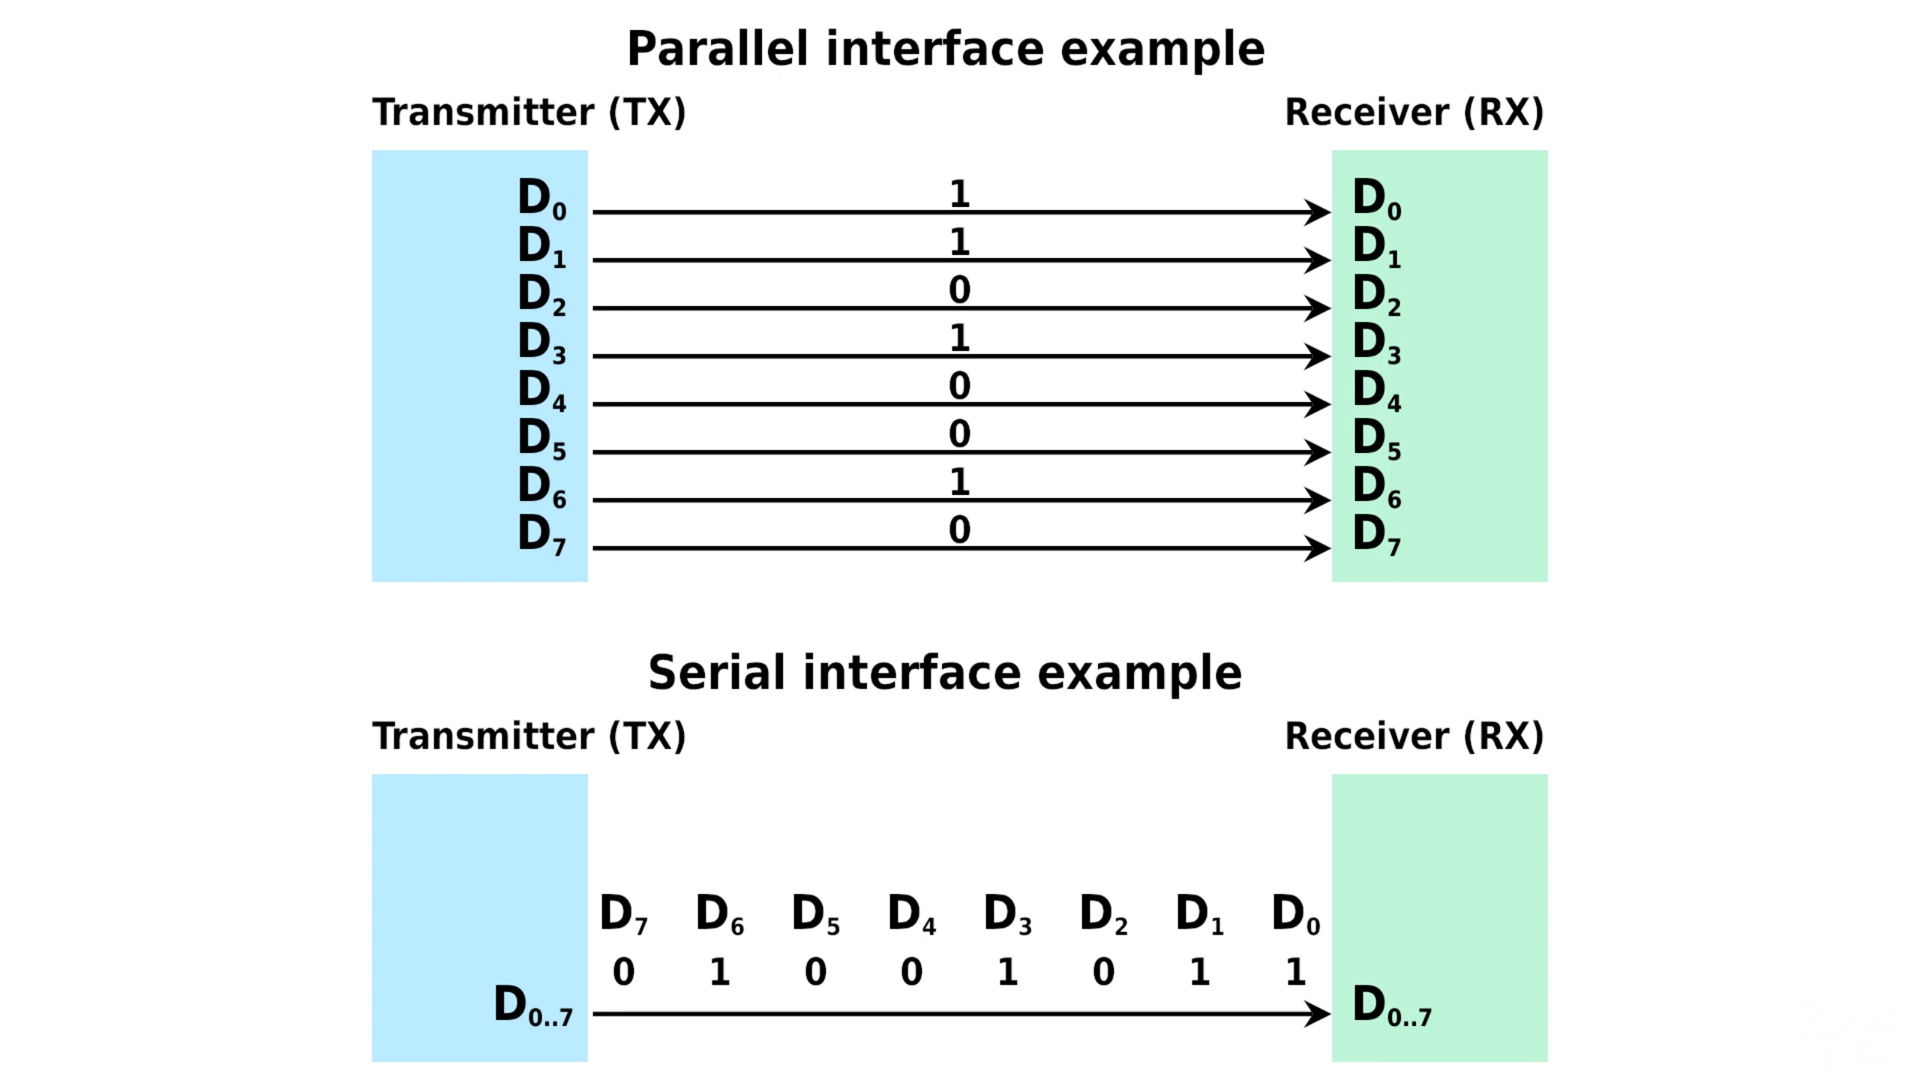 Parallel interface example
Transmitter (TX) Receiver (RX)
D0 1 D0
D1 1 D1
D2 0 D2
D3 1 D3
D4 0 D4
D5 0 D5
D6 1 D6
D7 0 D7
Serial interface example
Transmitter (TX) Receiver (RX)
D7 D6 D5 D4 D3 D2 D1 D0
0 1 0 0 1 0 1 1
D0..7 D0..7